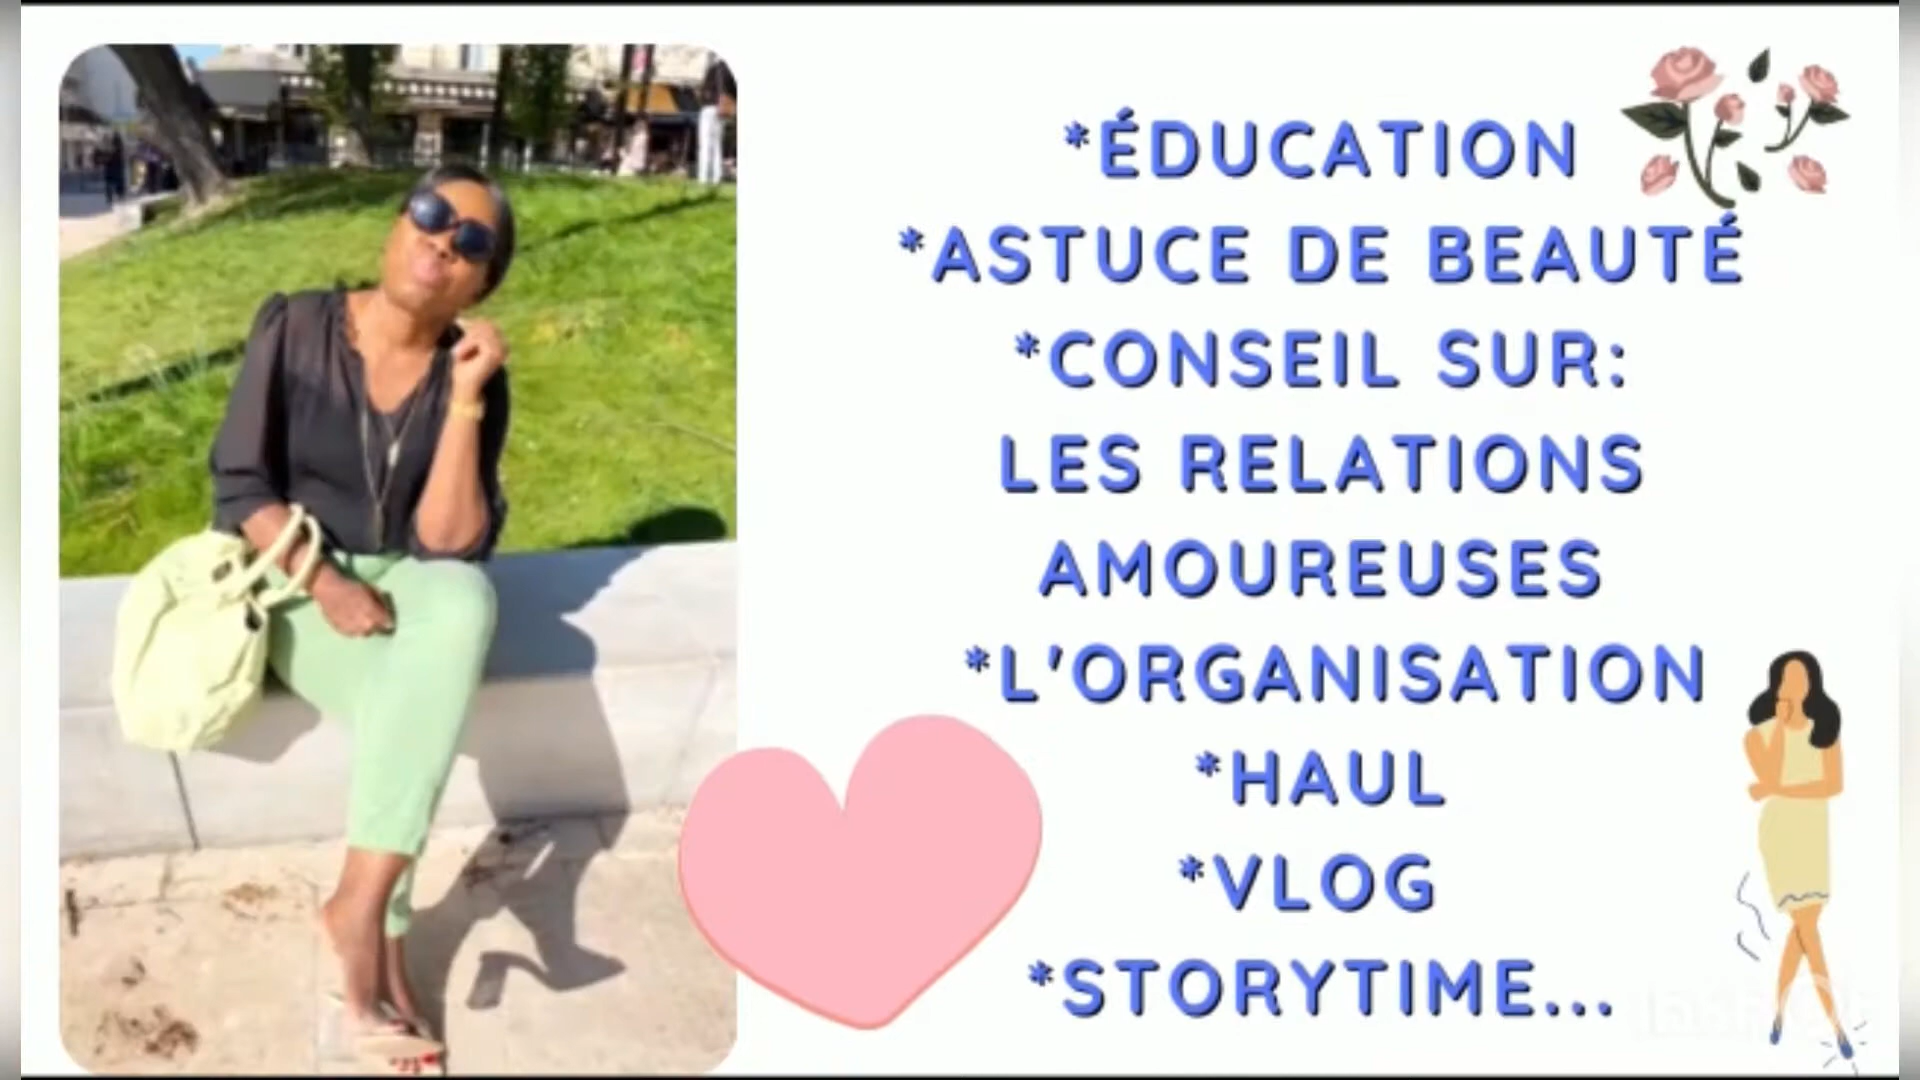 *ÉDUCATION
*ASTUCE DE BEAUTÉ
*CONSEIL SUR:
LES RELATIONS
AMOUREUSES
*L'ORGANISATION
*HAUL
*VLOG
*STORYTIME...